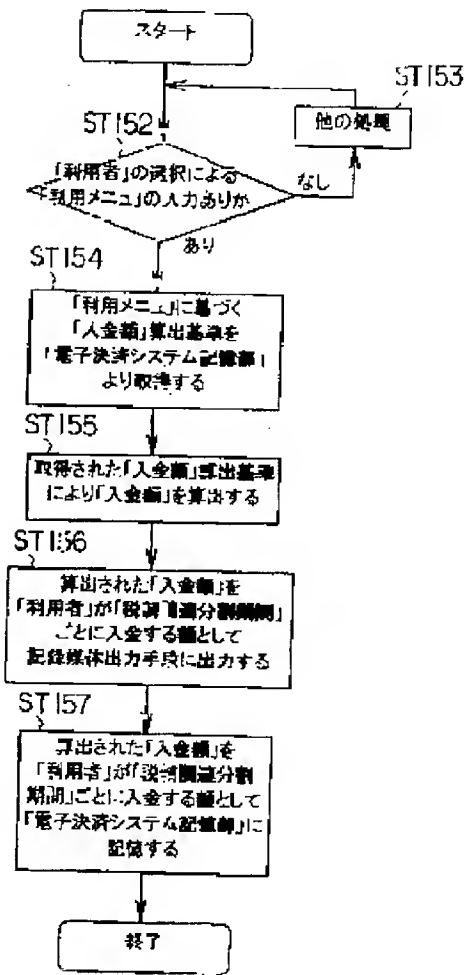 スタート
ST153
他の処理
ST152
「利用者」の選択による
「利用メニュ」の入力ありか
なし
あり
ST154
「利用メニュ」に基づく
「入金額」算出基準を
「電子決済システム記憶部」
より取得する
ST155
取得された「入金額」算出基準
により「入金額」を算出する
ST156
算出された「入金額」を
「利用者」が「税調達分割期間」
ごとに入金する額として
記録媒体出力手段に出力する
ST157
算出された「入金額」を
「利用者」が「税調達分割
期間」ごとに入金する額として
「電子決済システム記憶部」に
記憶する
終了